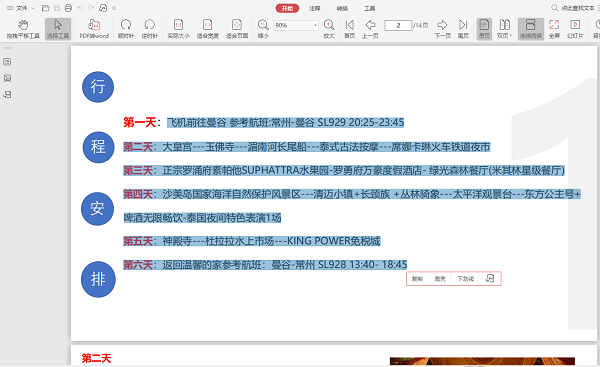 文件
开始
注释
转换
工具
点此查找文本
拖拽平移工具
选择工具
PDF转word
顺时针
逆时针
实际大小
适合宽度
适合页面
缩小
90%
放大
首页
上一页
2 /14页
下一页
尾页
单页
双页
连续阅读
全屏
幻灯片
行
程
安
排
第一天：飞机前往曼谷 参考航班:常州-曼谷 SL929 20:25-23:45
第二天：大皇宫---玉佛寺---湄南河长尾船---泰式古法按摩---席娜卡琳火车铁道夜市
第三天：正宗罗涌府素帕他SUPHATTRA水果园-罗勇府万豪度假酒店- 绿光森林餐厅(米其林星级餐厅)
第四天：沙美岛国家海洋自然保护风景区---清迈小镇+长颈族 +丛林骑象---太平洋观景台---东方公主号+
啤酒无限畅饮-泰国夜间特色表演1场
第五天：神殿寺---杜拉拉水上市场---KING POWER免税城
第六天：返回温馨的家参考航班：曼谷-常州 SL928 13:40- 18:45
复制
高亮
下划线
1
第二天